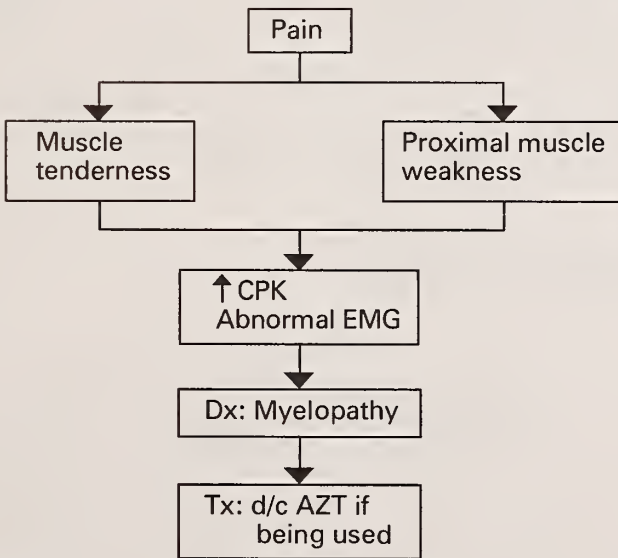 Pain
Muscle
tenderness
Proximal muscle
weakness
↑ CPK
Abnormal EMG
Dx: Myelopathy
Tx: d/c AZT if
being used